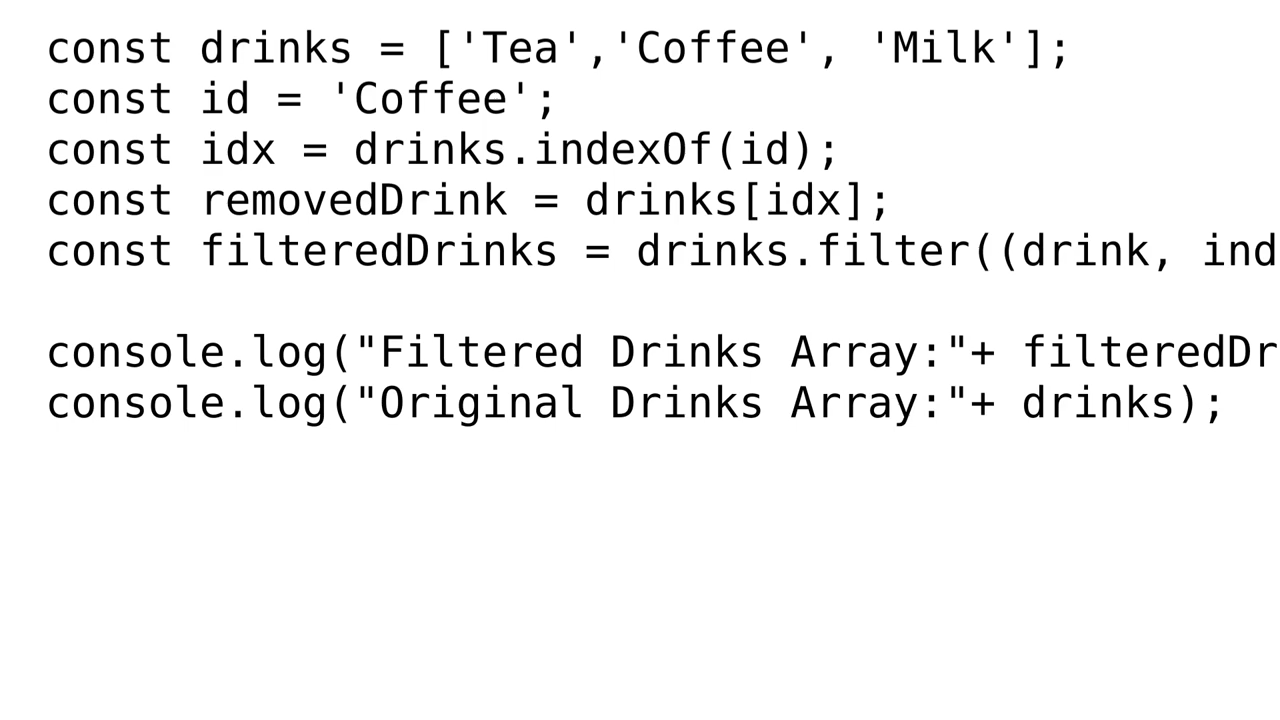 const drinks = ['Tea','Coffee', 'Milk'];
const id = 'Coffee';
const idx = drinks.indexOf(id);
const removedDrink = drinks[idx];
const filteredDrinks = drinks.filter((drink, ind
console.log("Filtered Drinks Array:"+ filteredDr
console.log("Original Drinks Array:"+ drinks);